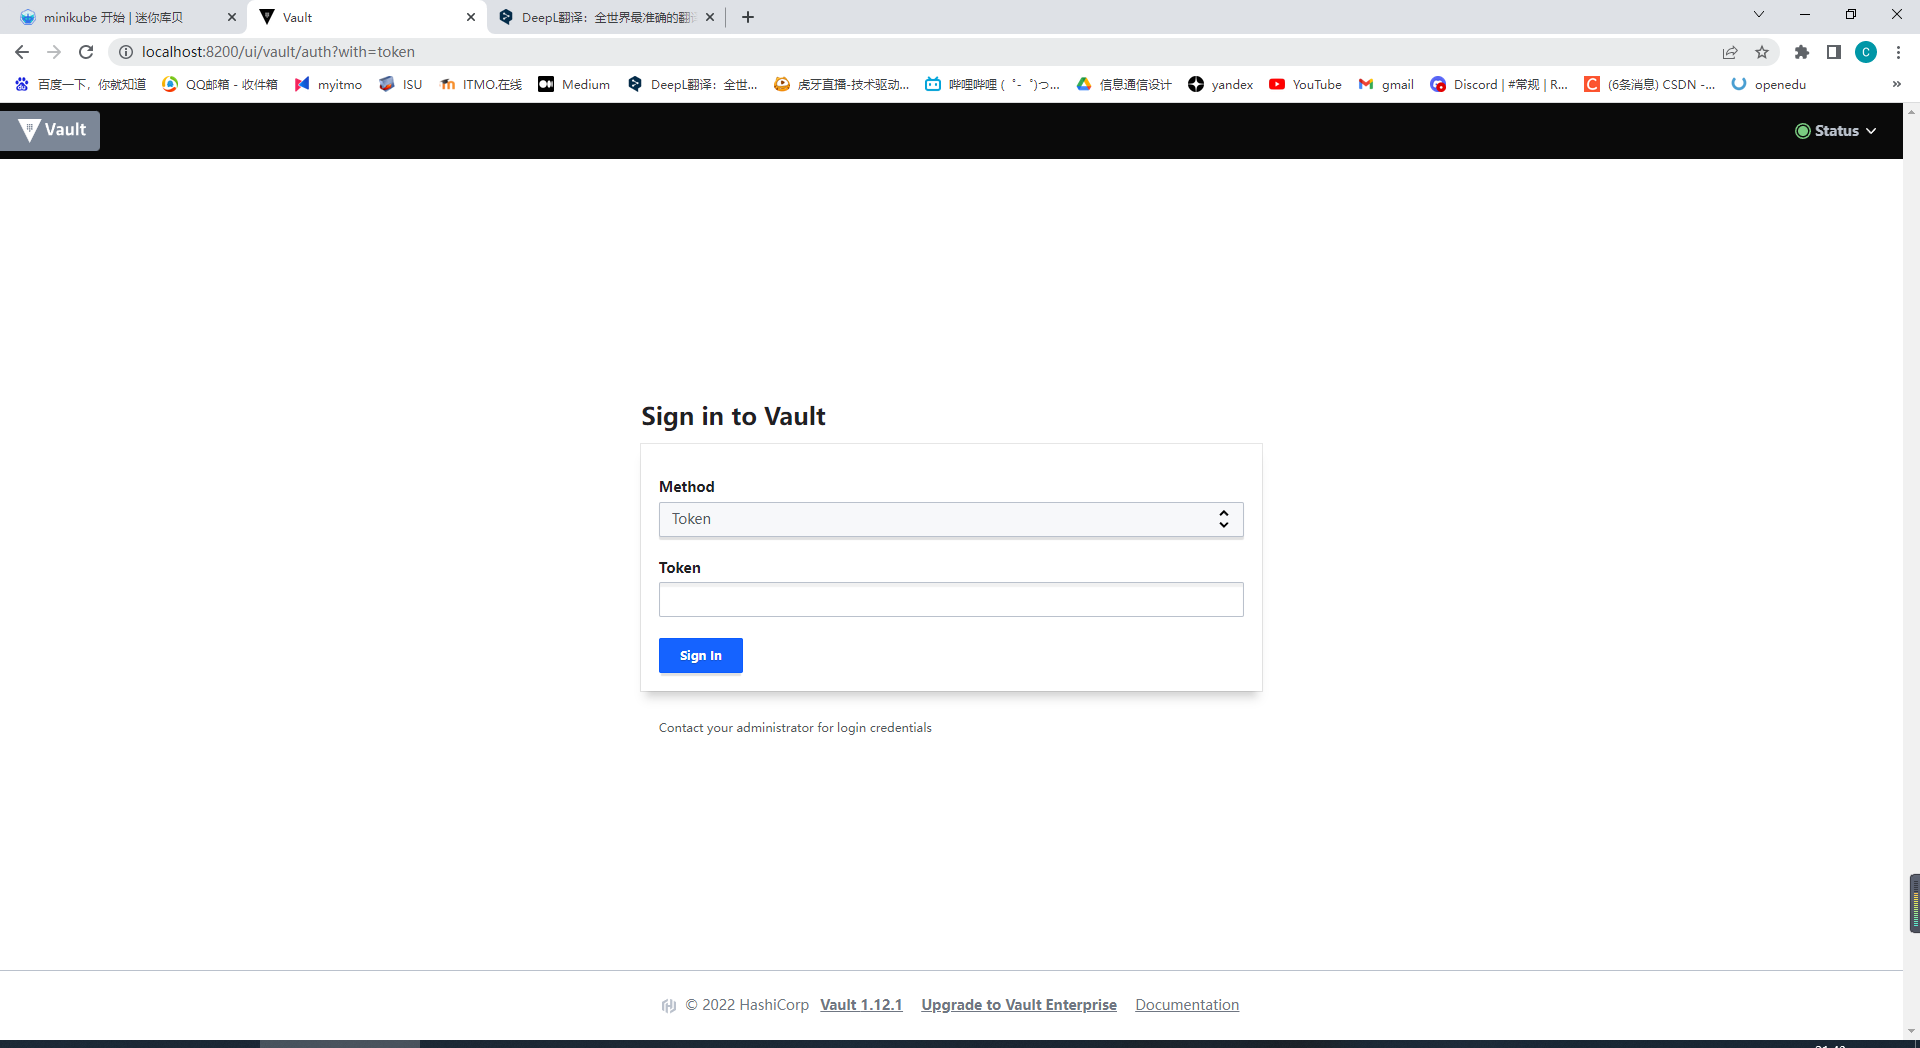 minikube 开始 | 迷你库贝
Vault
DeepL翻译：全世界最准确的翻
localhost:8200/ui/vault/auth?with=token
C
百度一下，你就知道 QQ邮箱 - 收件箱 myitmo ISU ITMO.在线 Medium DeepL翻译：全世... 虎牙直播-技术驱动... 哔哩哔哩 (゜-゜)つ... 信息通信设计 yandex YouTube gmail Discord | #常规 | R... (6条消息) CSDN -... openedu »
Vault
Status
Sign in to Vault
Method
Token
Token
Sign In
Contact your administrator for login credentials
© 2022 HashiCorp Vault 1.12.1 Upgrade to Vault Enterprise Documentation